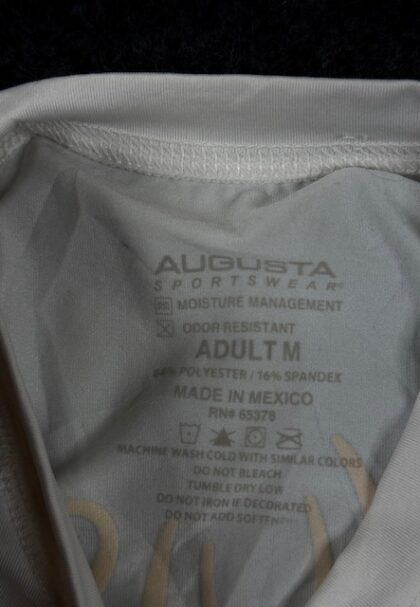 AUGUSTA
SPORTSWEAR®
MOISTURE MANAGEMENT
ODOR RESISTANT
ADULT M
84% POLYESTER / 16% SPANDEX
MADE IN MEXICO
RN# 65378
MACHINE WASH COLD WITH SIMILAR COLORS
DO NOT BLEACH
TUMBLE DRY LOW
DO NOT IRON IF DECORATED
DO NOT ADD SOFTENER